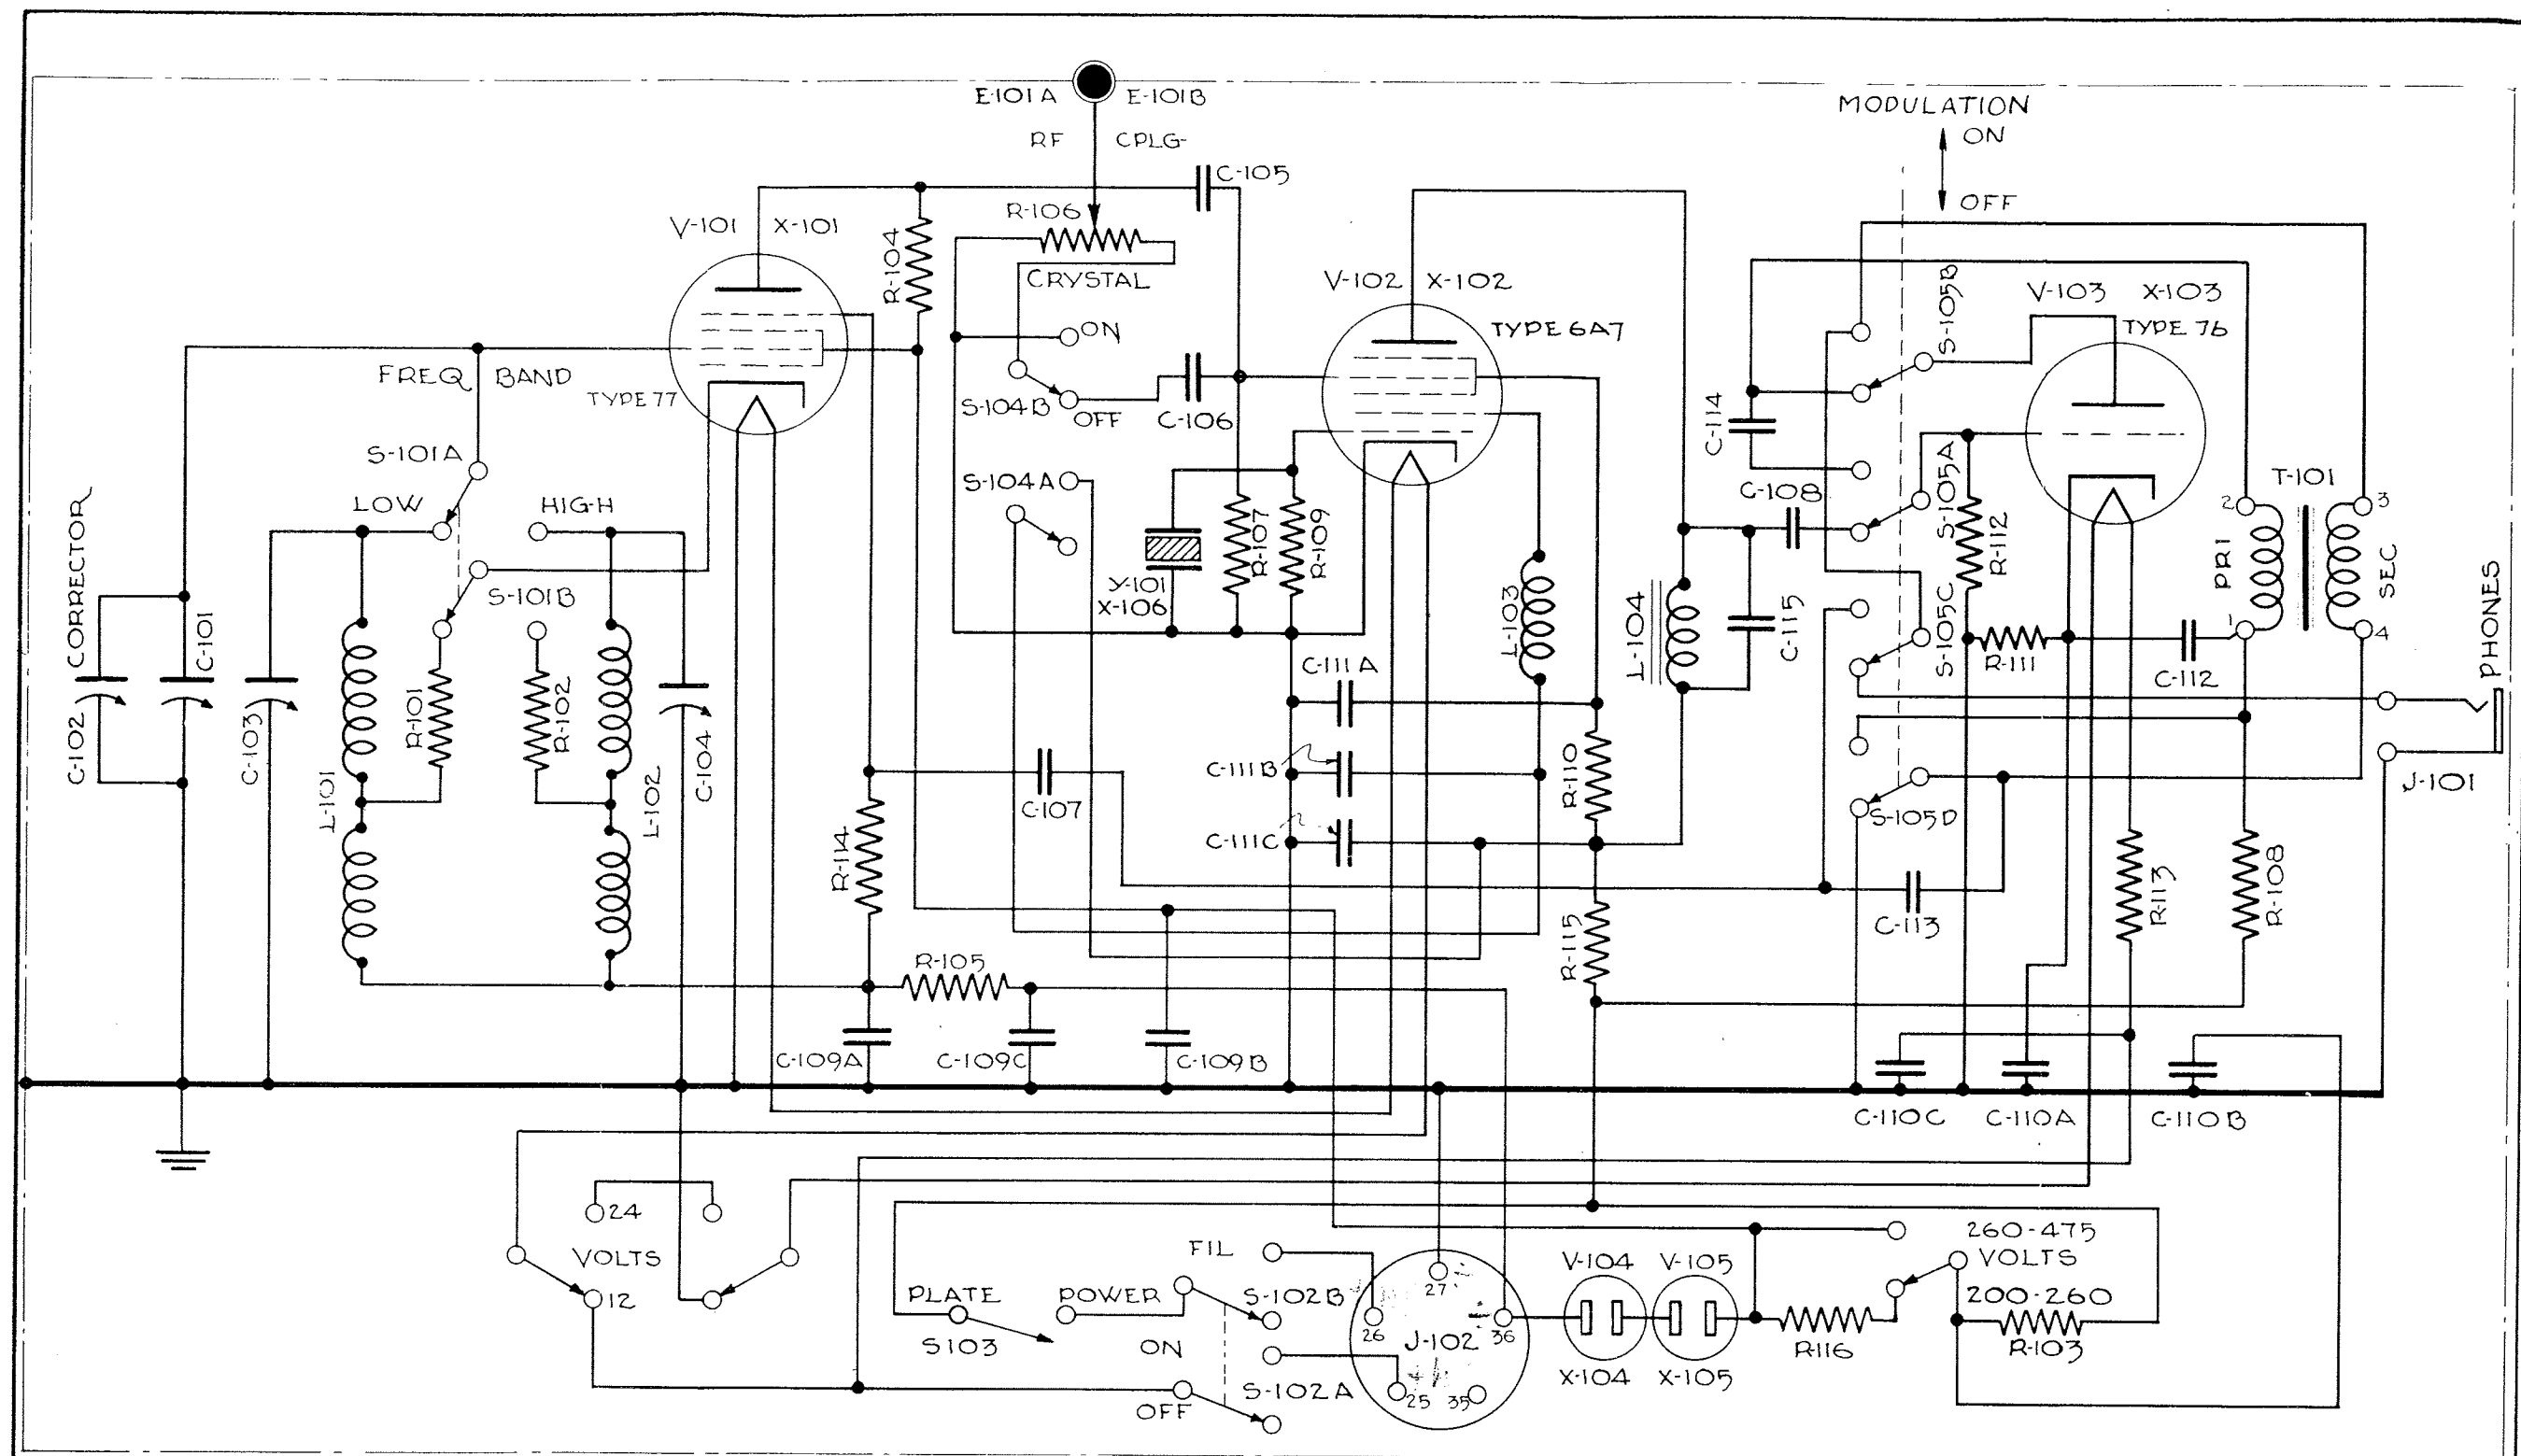 E-101A E-101B
RF CPLG-
MODULATION
ON
OFF
C-105
R-106
V-101 X-101
R-104
CRYSTAL
V-102 X-102
TYPE 6A7
S-105B
V-103 X-103
TYPE 76
ON
FREQ BAND
TYPE 77
S-104B
OFF
C-106
C-114
S-101A
S-104A
C-108
S-105A
T-101
R-112
LOW
HIGH
2
3
CORRECTOR
Y-101
X-106
R-107
R-109
L-103
L-104
C-115
S-105C
PRI
SEC
PHONES
S-101B
1
4
C-101
C-102
C-103
R-101
R-102
L-101
L-102
C-104
C-111A
R-111
C-112
C-111B
C-107
R-110
J-101
C-111C
S-105D
R-114
R-113
R-108
C-113
R-115
R-105
C-109A
C-109C
C-109B
C-110C
C-110A
C-110B
24
VOLTS
12
FIL
260-475
VOLTS
200-260
V-104
V-105
PLATE
POWER
S-102B
27
26
36
J-102
S103
ON
R-116
R-103
X-104
X-105
S-102A
OFF
25
35